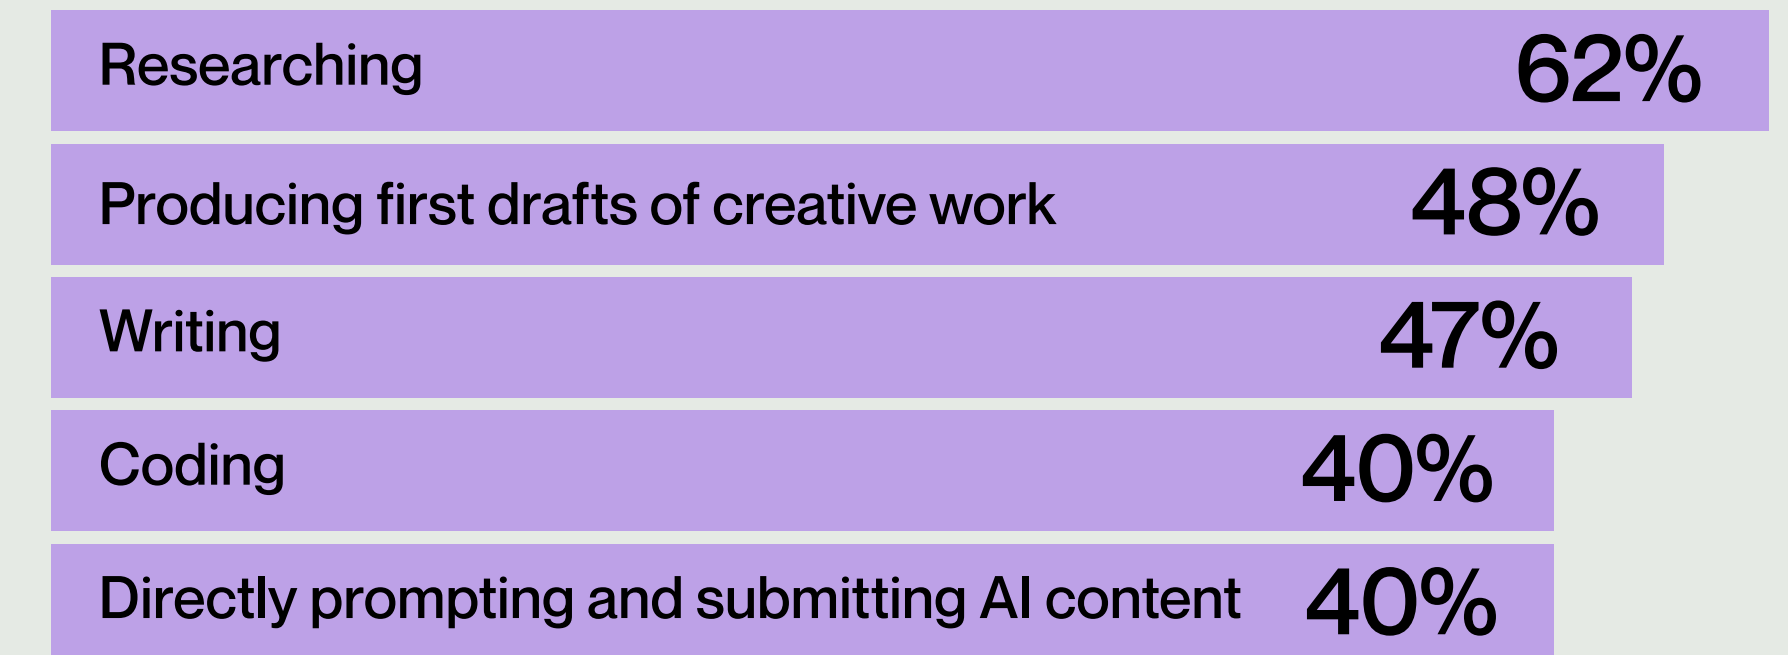 Researching 62%
Producing first drafts of creative work 48%
Writing 47%
Coding 40%
Directly prompting and submitting AI content 40%